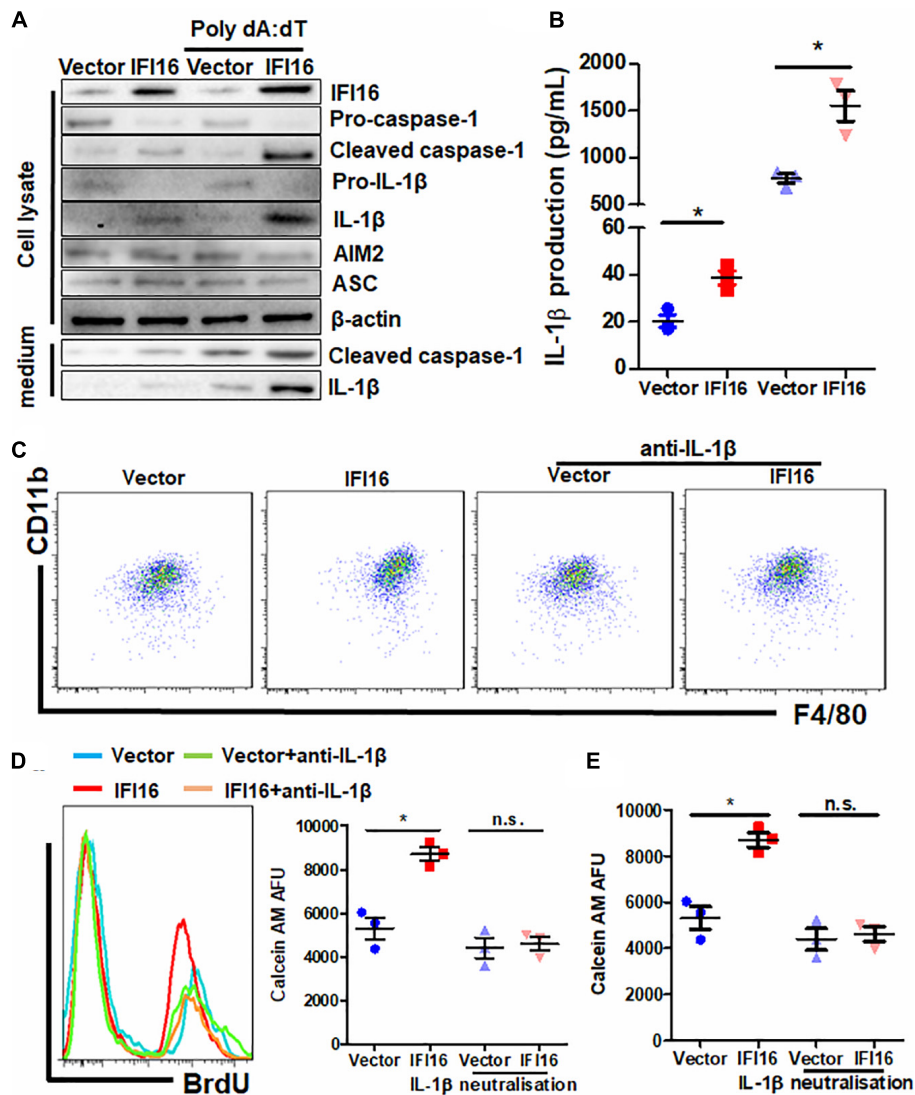 A
Poly dA:dT
Vector IFI16 Vector IFI16
Cell lysate
IFI16
Pro-caspase-1
Cleaved caspase-1
Pro-IL-1β
IL-1β
AIM2
ASC
β-actin
medium
Cleaved caspase-1
IL-1β
B
IL-1β production (pg/mL)
2000
1500
1000
500
60
40
20
0
*
*
Vector IFI16 Vector IFI16
C
anti-IL-1β
Vector IFI16 Vector IFI16
CD11b
F4/80
D
Vector Vector+anti-IL-1β
IFI16 IFI16+anti-IL-1β
BrdU
Calcein AM AFU
10000
8000
6000
4000
2000
0
* n.s.
Vector IFI16 Vector IFI16
IL-1β neutralisation
E
Calcein AM AFU
10000
8000
6000
4000
2000
0
* n.s.
Vector IFI16 Vector IFI16
IL-1β neutralisation